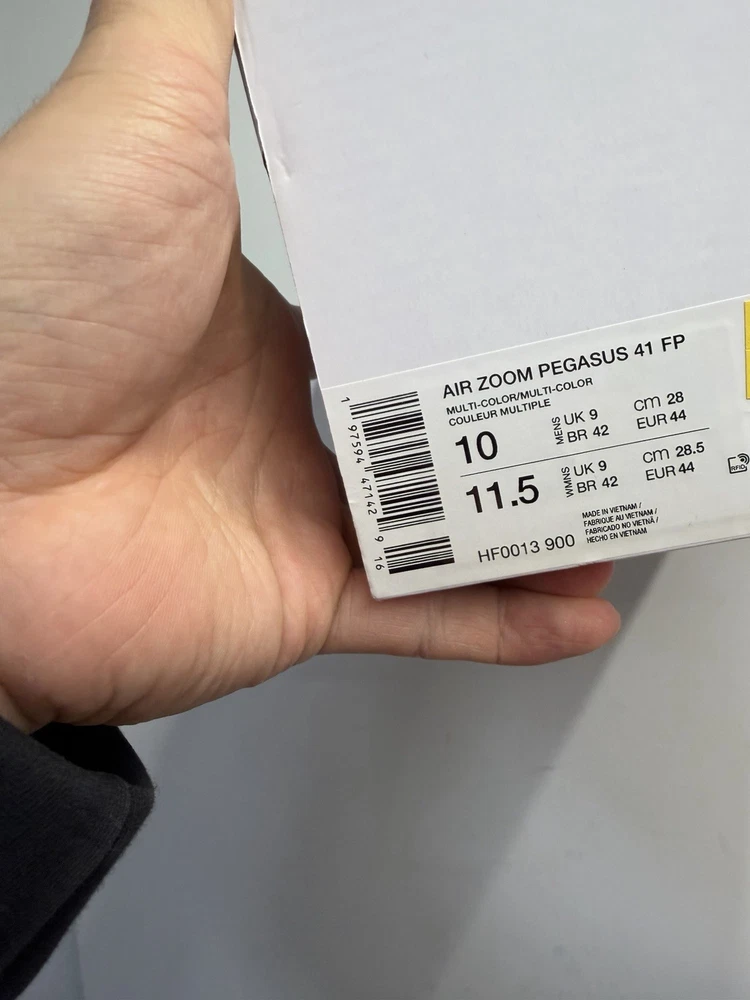 AIR ZOOM PEGASUS 41 FP
MULTI-COLOR/MULTI-COLOR
COULEUR MULTIPLE
10
MENS
UK 9
BR 42
cm 28
EUR 44
11.5
WMNS
UK 9
BR 42
cm 28.5
EUR 44
HF0013 900
MADE IN VIETNAM /
FABRIQUE AU VIETNAM /
FABRICADO NO VIETNÃ /
HECHO EN VIETNAM
RFID
1 97594 47142 9 16